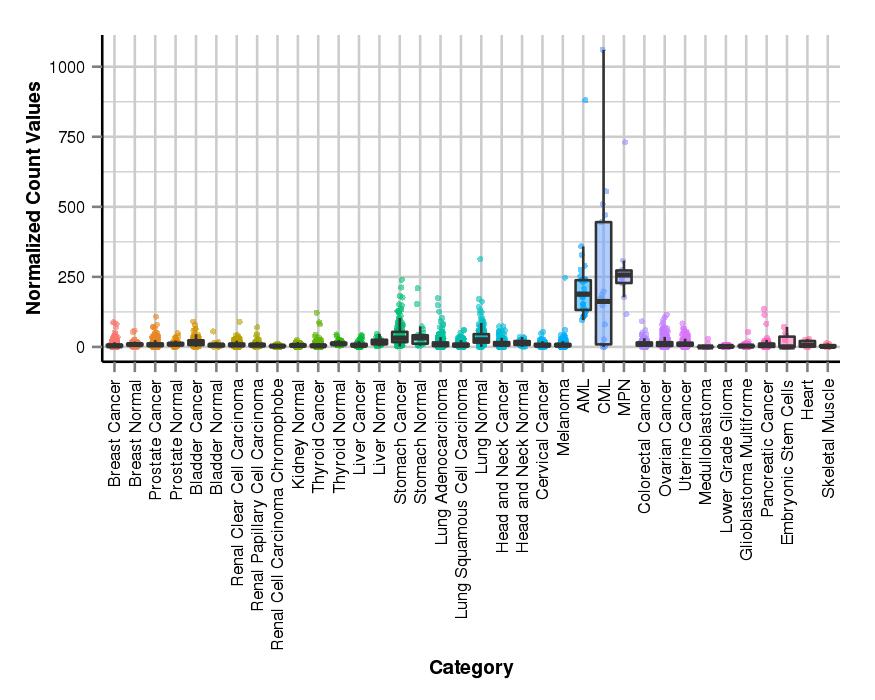 Normalized Count Values
1000
750
500
250
0
Breast Cancer
Breast Normal
Prostate Cancer
Prostate Normal
Bladder Cancer
Bladder Normal
Renal Clear Cell Carcinoma
Renal Papillary Cell Carcinoma
Renal Cell Carcinoma Chromophobe
Kidney Normal
Thyroid Cancer
Thyroid Normal
Liver Cancer
Liver Normal
Stomach Cancer
Stomach Normal
Lung Adenocarcinoma
Lung Squamous Cell Carcinoma
Lung Normal
Head and Neck Cancer
Head and Neck Normal
Cervical Cancer
Melanoma
AML
CML
MPN
Colorectal Cancer
Ovarian Cancer
Uterine Cancer
Medulloblastoma
Lower Grade Glioma
Glioblastoma Multiforme
Pancreatic Cancer
Embryonic Stem Cells
Heart
Skeletal Muscle
Category